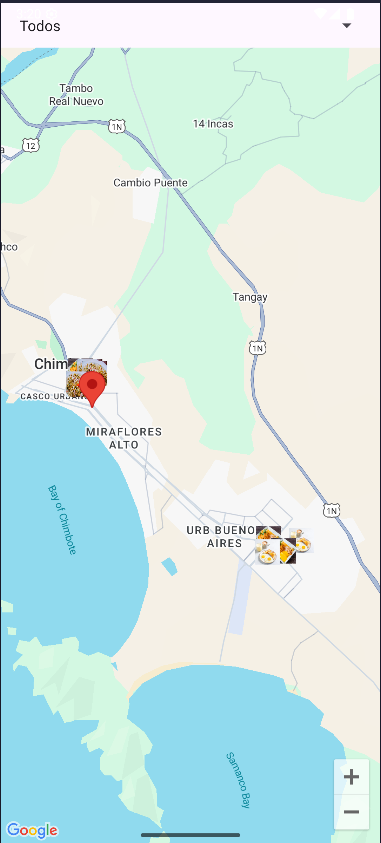 Todos
Tambo
Real Nuevo
1N
14 Incas
12
Cambio Puente
hco
Tangay
1N
Chim
CASCO URBA
MIRAFLORES
ALTO
Bay of Chimbote
1N
URB BUENO
AIRES
Samanco Bay
+
−
Google